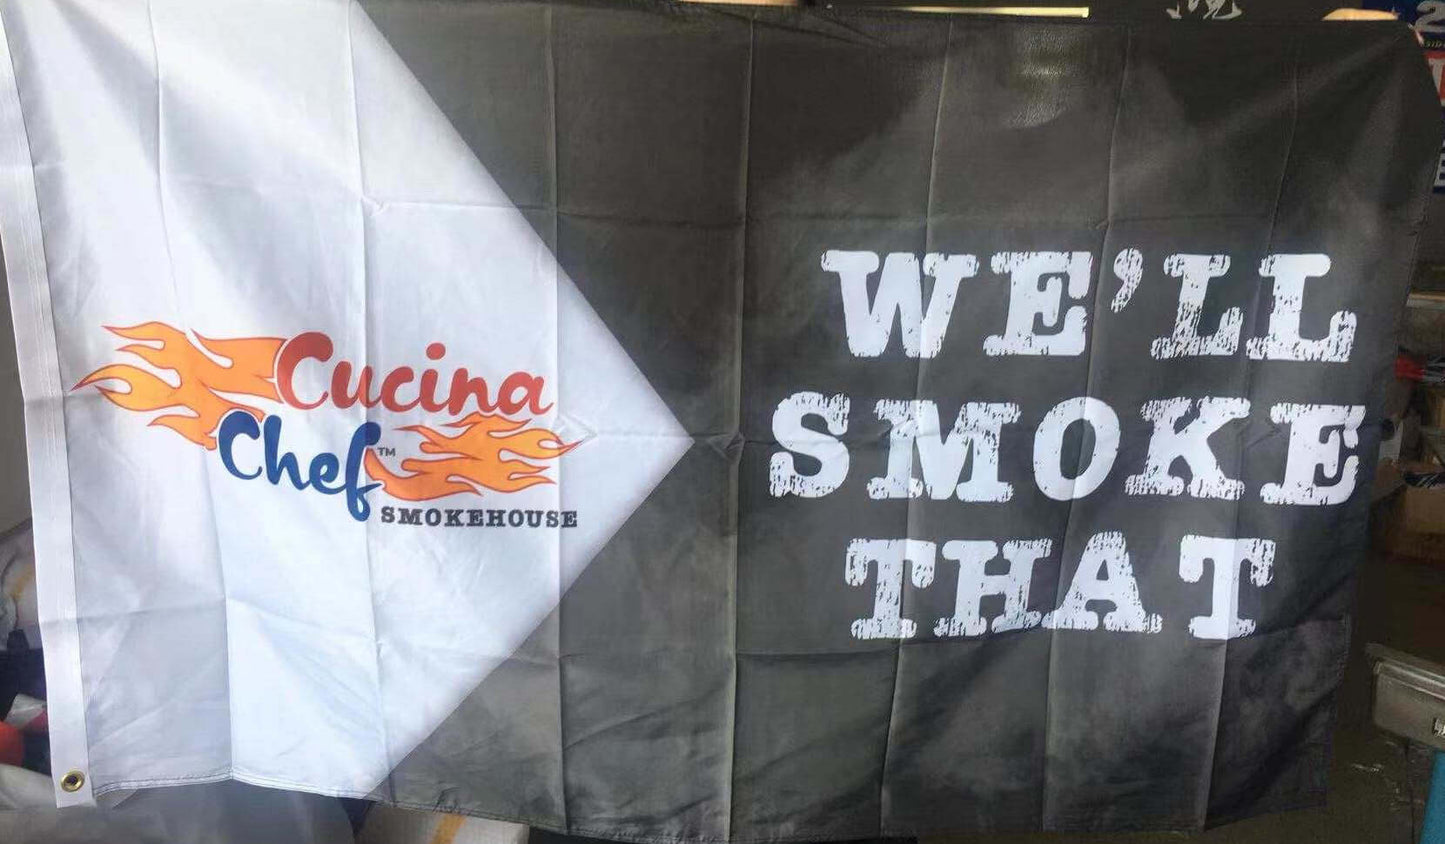 Cucina
Chef™
SMOKEHOUSE
WE'LL
SMOKE
THAT